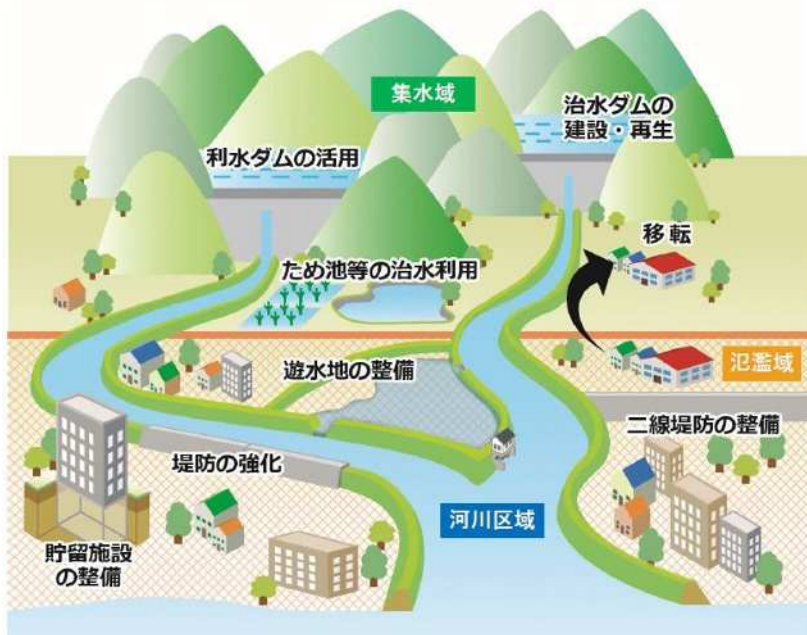 集水域
治水ダムの
建設・再生
利水ダムの活用
移転
ため池等の治水利用
氾濫域
遊水地の整備
二線堤防の整備
堤防の強化
河川区域
貯留施設
の整備